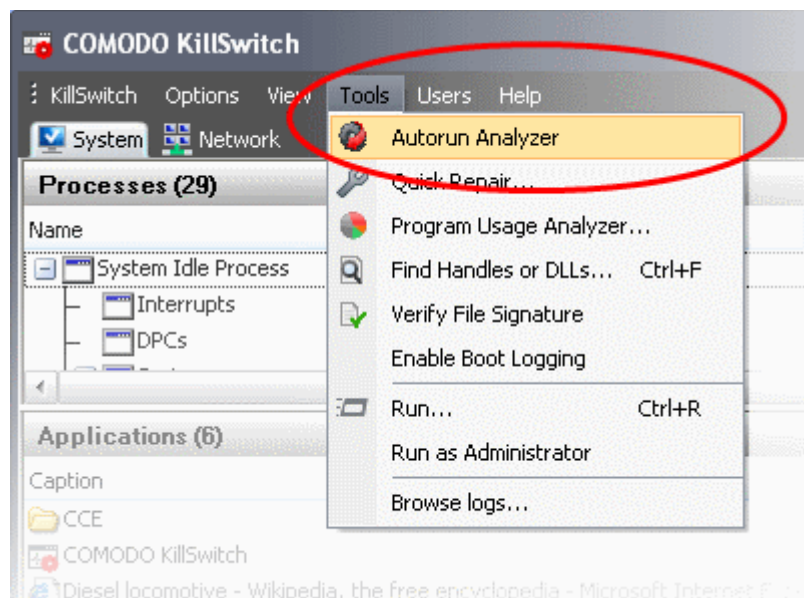 COMODO KillSwitch
KillSwitch Options View Tools Users Help
System Network
Autorun Analyzer
Quick Repair...
Program Usage Analyzer...
Find Handles or DLLs... Ctrl+F
Verify File Signature
Enable Boot Logging
Run... Ctrl+R
Run as Administrator
Browse logs...
Processes (29)
Name
System Idle Process
Interrupts
DPCs
Applications (6)
Caption
CCE
COMODO KillSwitch
Diesel locomotive - Wikipedia, the free encyclopedia - Microsoft Internet